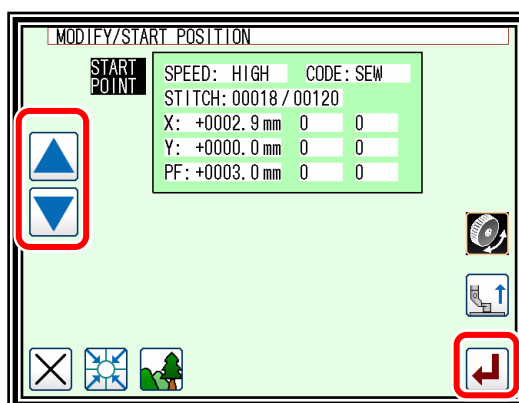 MODIFY/START POSITION
START
POINT
SPEED: HIGH CODE: SEW
STITCH: 00018 / 00120
X: +0002.9 mm 0 0
Y: +0000.0 mm 0 0
PF: +0003.0 mm 0 0